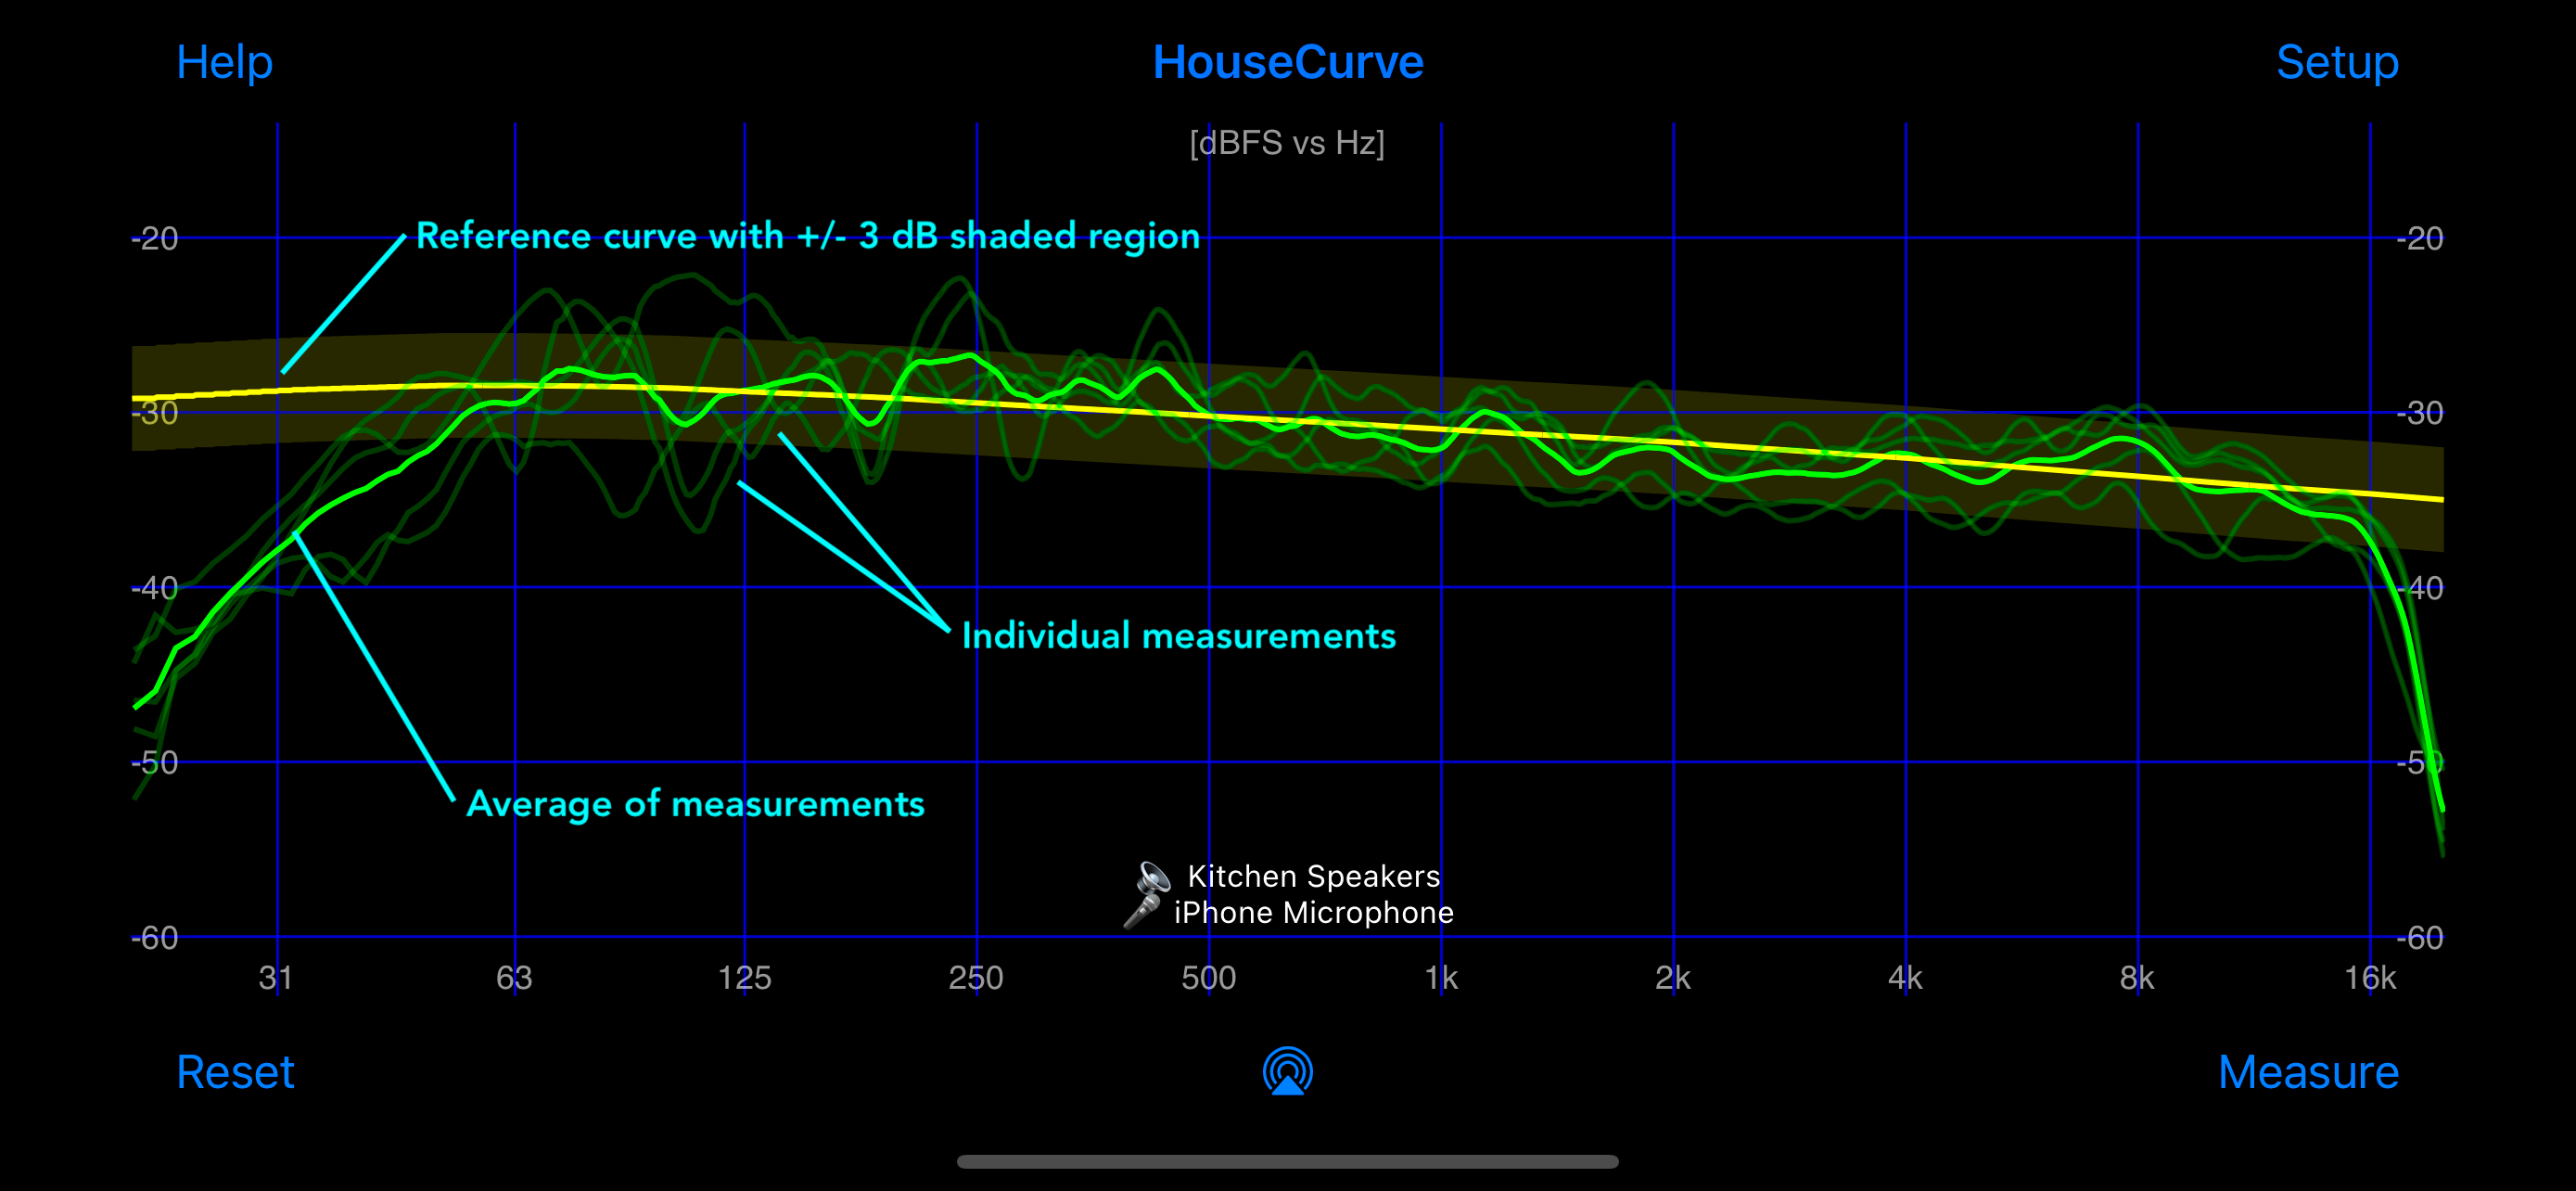 Help
HouseCurve
Setup
[dBFS vs Hz]
-20
Reference curve with +/- 3 dB shaded region
-20
-30
-30
-40
-40
Individual measurements
-50
-50
Average of measurements
Kitchen Speakers
iPhone Microphone
-60
-60
31 63 125 250 500 1k 2k 4k 8k 16k
Reset
Measure